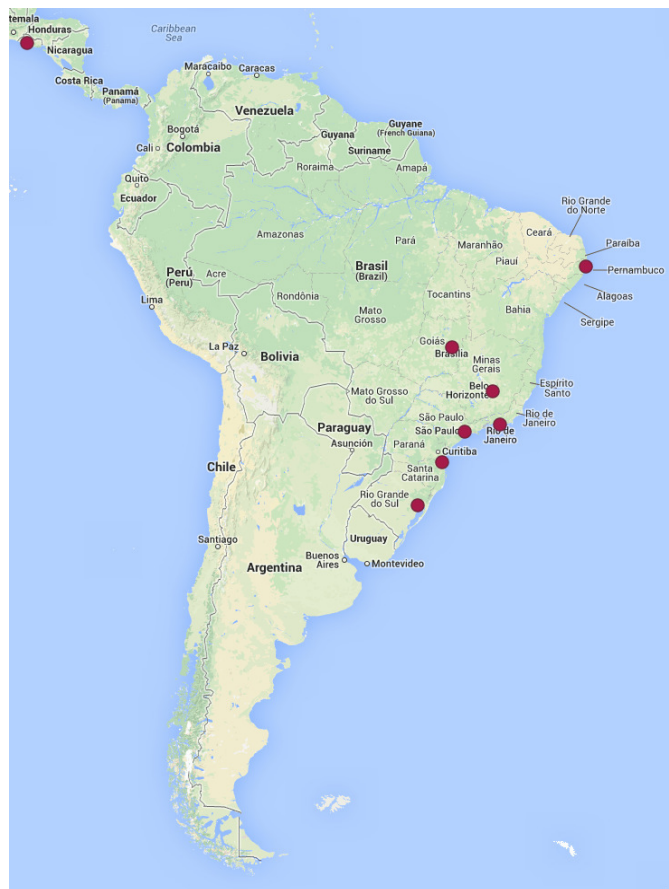 temala
Honduras
Nicaragua
Caribbean
Sea
Costa Rica
Panamá
(Panama)
Maracaibo
Caracas
Venezuela
Bogotá
Cali
Colombia
Guyana
Guyane
(French Guiana)
Suriname
Roraima
Amapá
Quito
Ecuador
Rio Grande
do Norte
Amazonas
Pará
Maranhão
Ceará
Paraíba
Piauí
Pernambuco
Perú
(Peru)
Acre
Brasil
(Brazil)
Rondônia
Tocantins
Alagoas
Lima
Mato
Grosso
Bahia
Sergipe
La Paz
Bolivia
Goiás
Brasília
Minas
Gerais
Mato Grosso
do Sul
Belo
Horizonte
Espírito
Santo
São Paulo
São Paulo
Rio de
Janeiro
Rio de
Janeiro
Paraguay
Asunción
Paraná
Curitiba
Chile
Santa
Catarina
Rio Grande
do Sul
Santiago
Uruguay
Buenos
Aires
Montevideo
Argentina